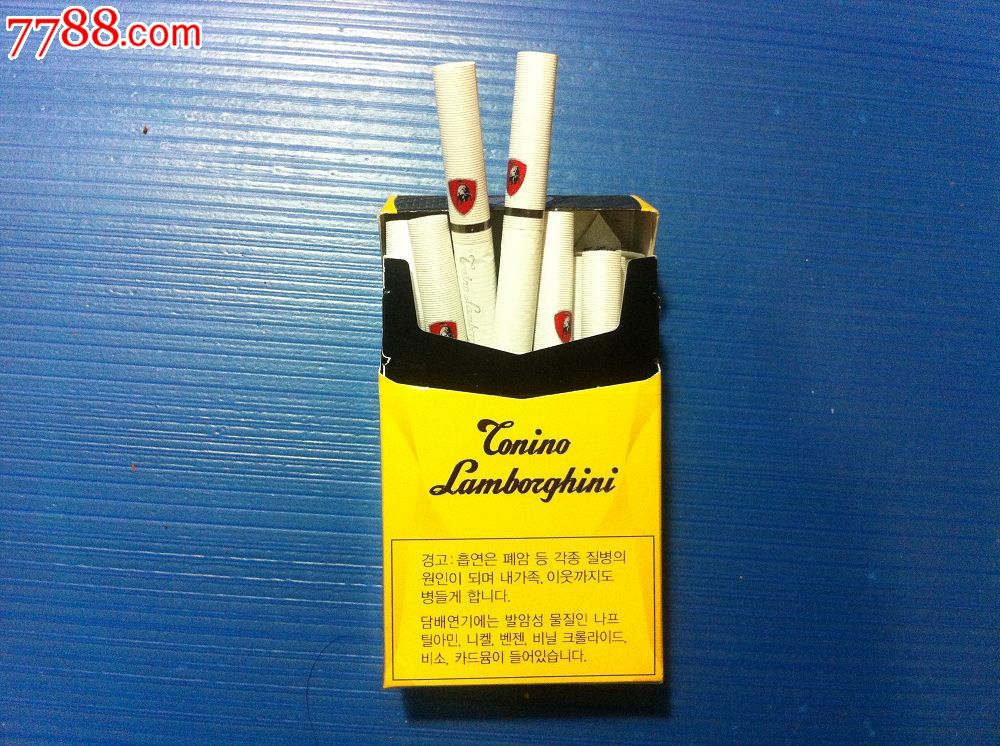 7788.com
Tonino Lamb
Tonino
Lamborghini
경고: 흡연은 폐암 등 각종 질병의
원인이 되며 내가족, 이웃까지도
병들게 합니다.
담배연기에는 발암성 물질인 나프
틸아민, 니켈, 벤젠, 비닐 크롤라이드,
비소, 카드뮴이 들어있습니다.